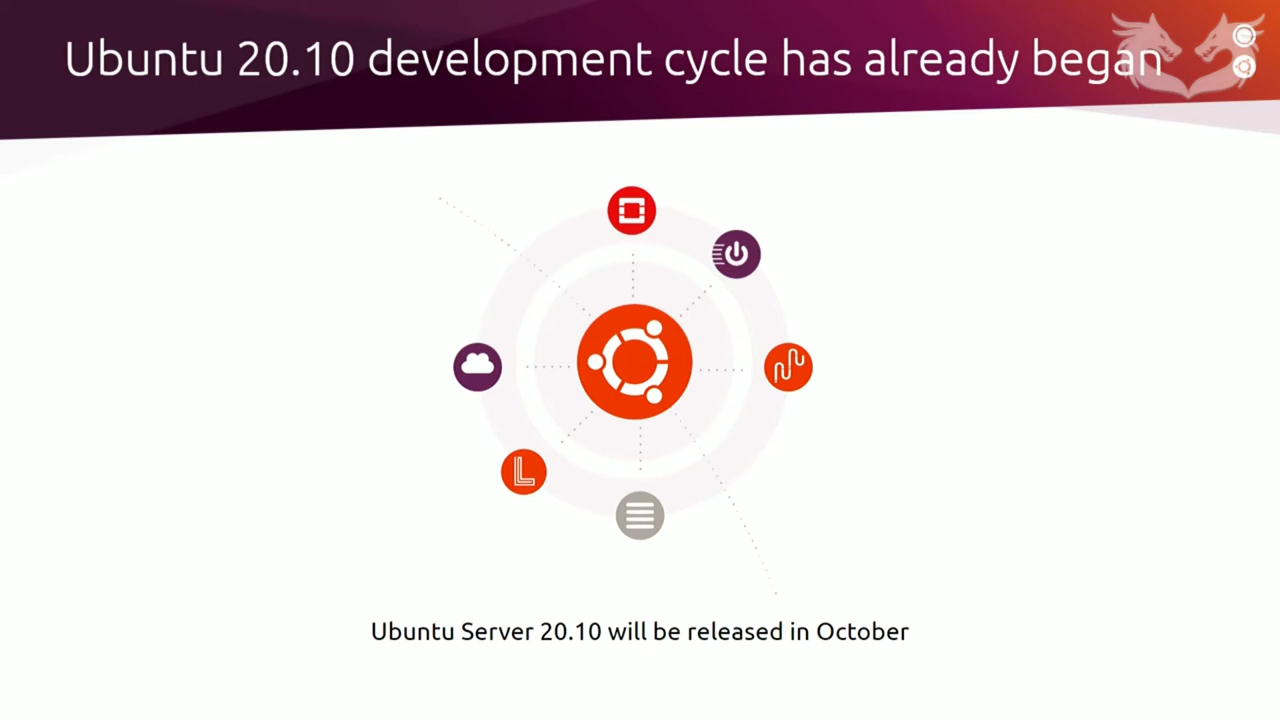 Ubuntu 20.10 development cycle has already began
Ubuntu Server 20.10 will be released in October